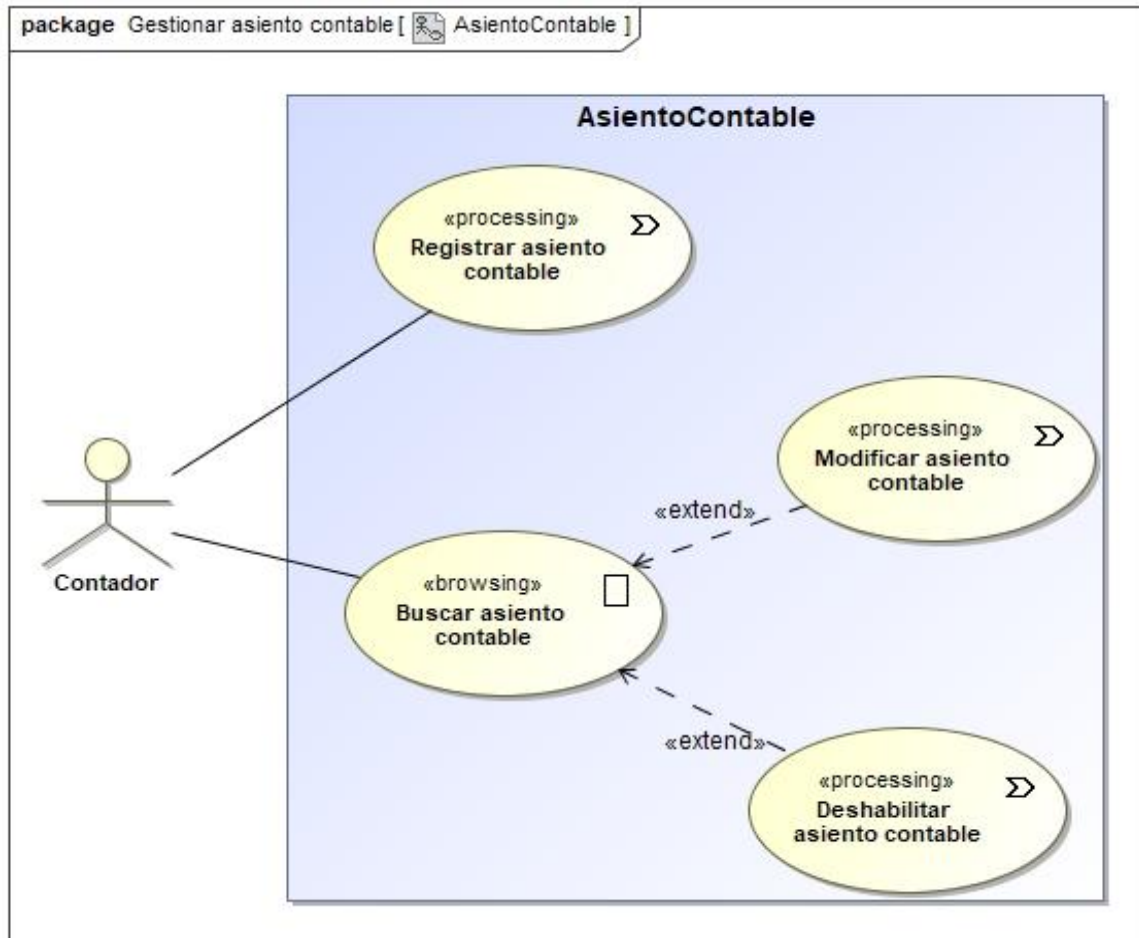 package Gestionar asiento contable [ AsientoContable ]
AsientoContable
«processing»
Registrar asiento
contable
«processing»
Modificar asiento
contable
«extend»
Contador
«browsing»
Buscar asiento
contable
«extend»
«processing»
Deshabilitar
asiento contable